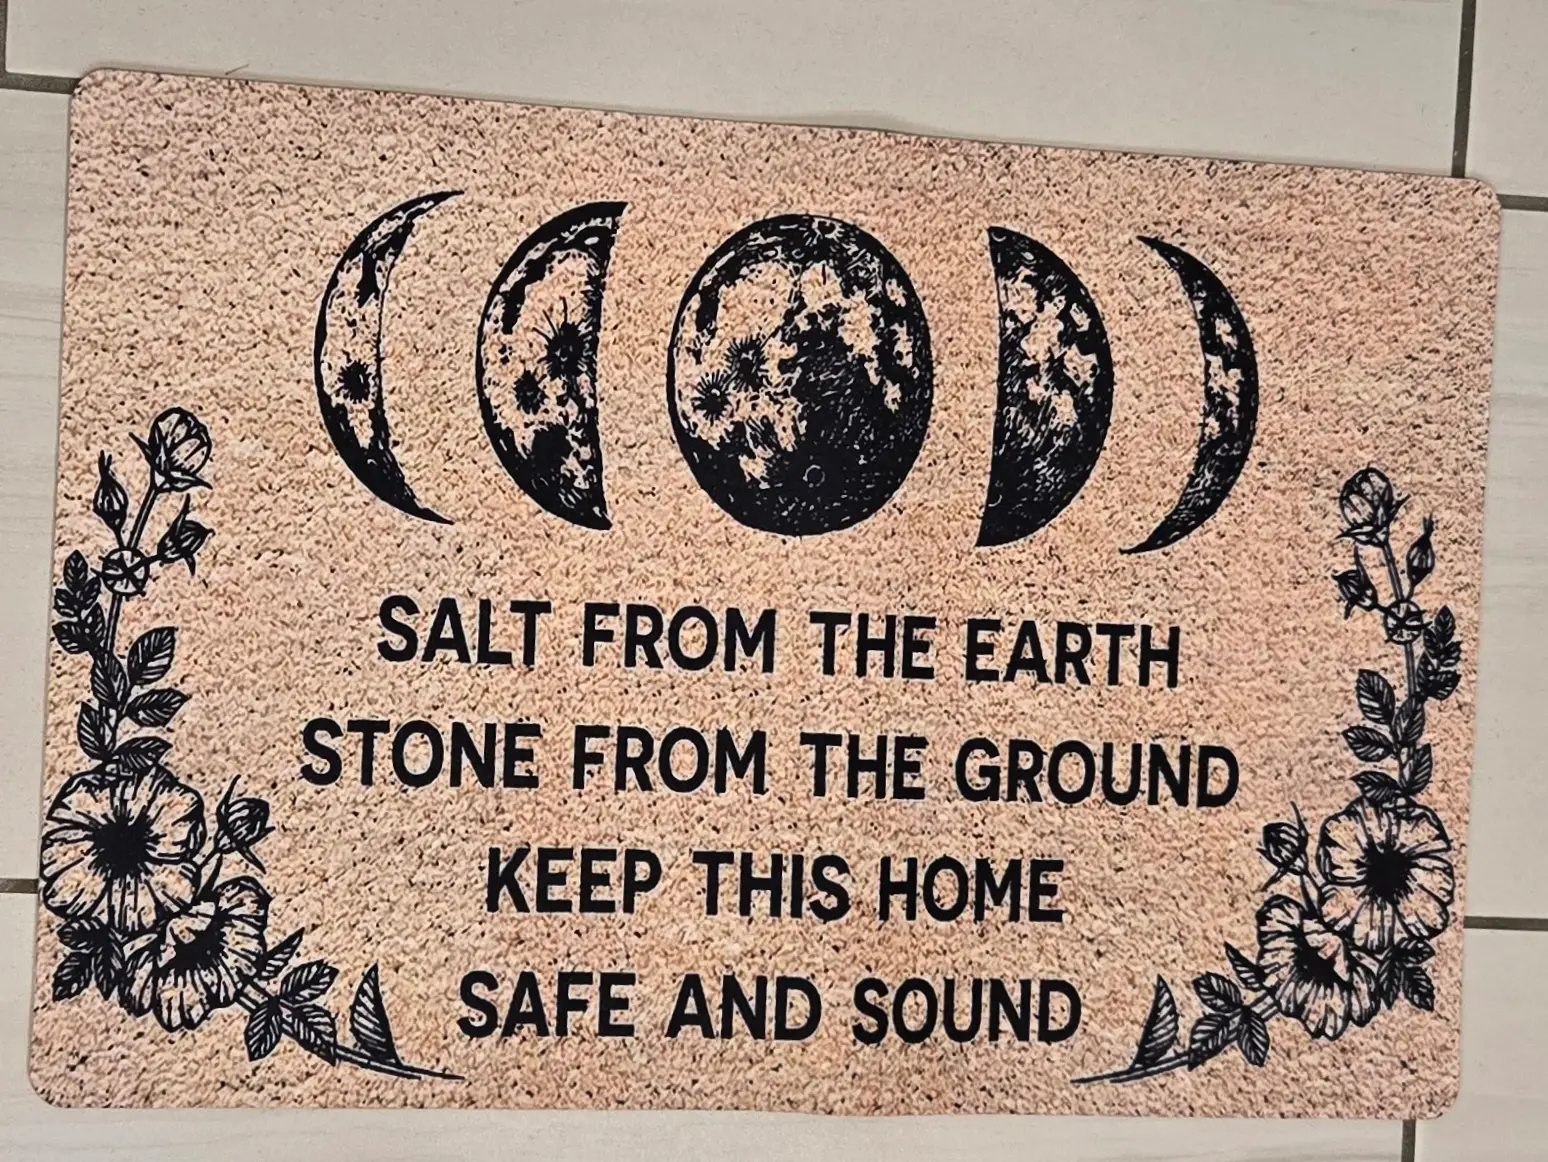 SALT FROM THE EARTH
STONE FROM THE GROUND
KEEP THIS HOME
SAFE AND SOUND